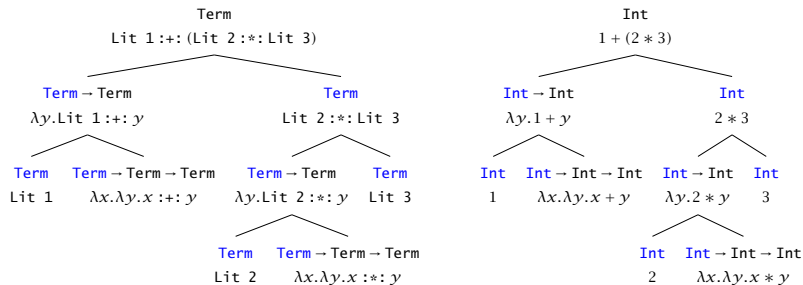 Term Int
Lit 1 :+: (Lit 2 :*: Lit 3) 1 + (2 ∗ 3)
Term → Term Term Int → Int Int
λy.Lit 1 :+: y Lit 2 :*: Lit 3 λy.1 + y 2 ∗ 3
Term Term → Term → Term Term → Term Term Int Int → Int → Int Int → Int Int
Lit 1 λx.λy.x :+: y λy.Lit 2 :*: y Lit 3 1 λx.λy.x + y λy.2 ∗ y 3
Term Term → Term → Term Int Int → Int → Int
Lit 2 λx.λy.x :*: y 2 λx.λy.x ∗ y